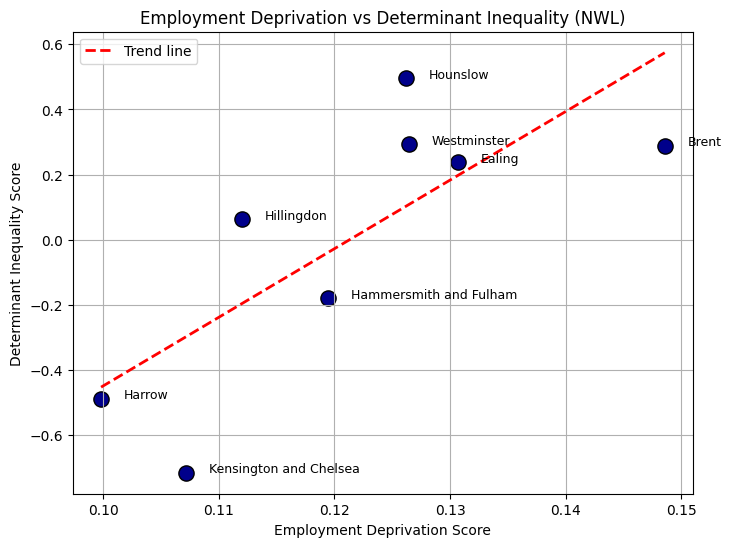 Employment Deprivation vs Determinant Inequality (NWL)
Trend line
Hounslow
Westminster
Brent
Ealing
Hillingdon
Hammersmith and Fulham
Harrow
Kensington and Chelsea
0.6
0.4
0.2
0.0
−0.2
−0.4
−0.6
Determinant Inequality Score
0.10 0.11 0.12 0.13 0.14 0.15
Employment Deprivation Score